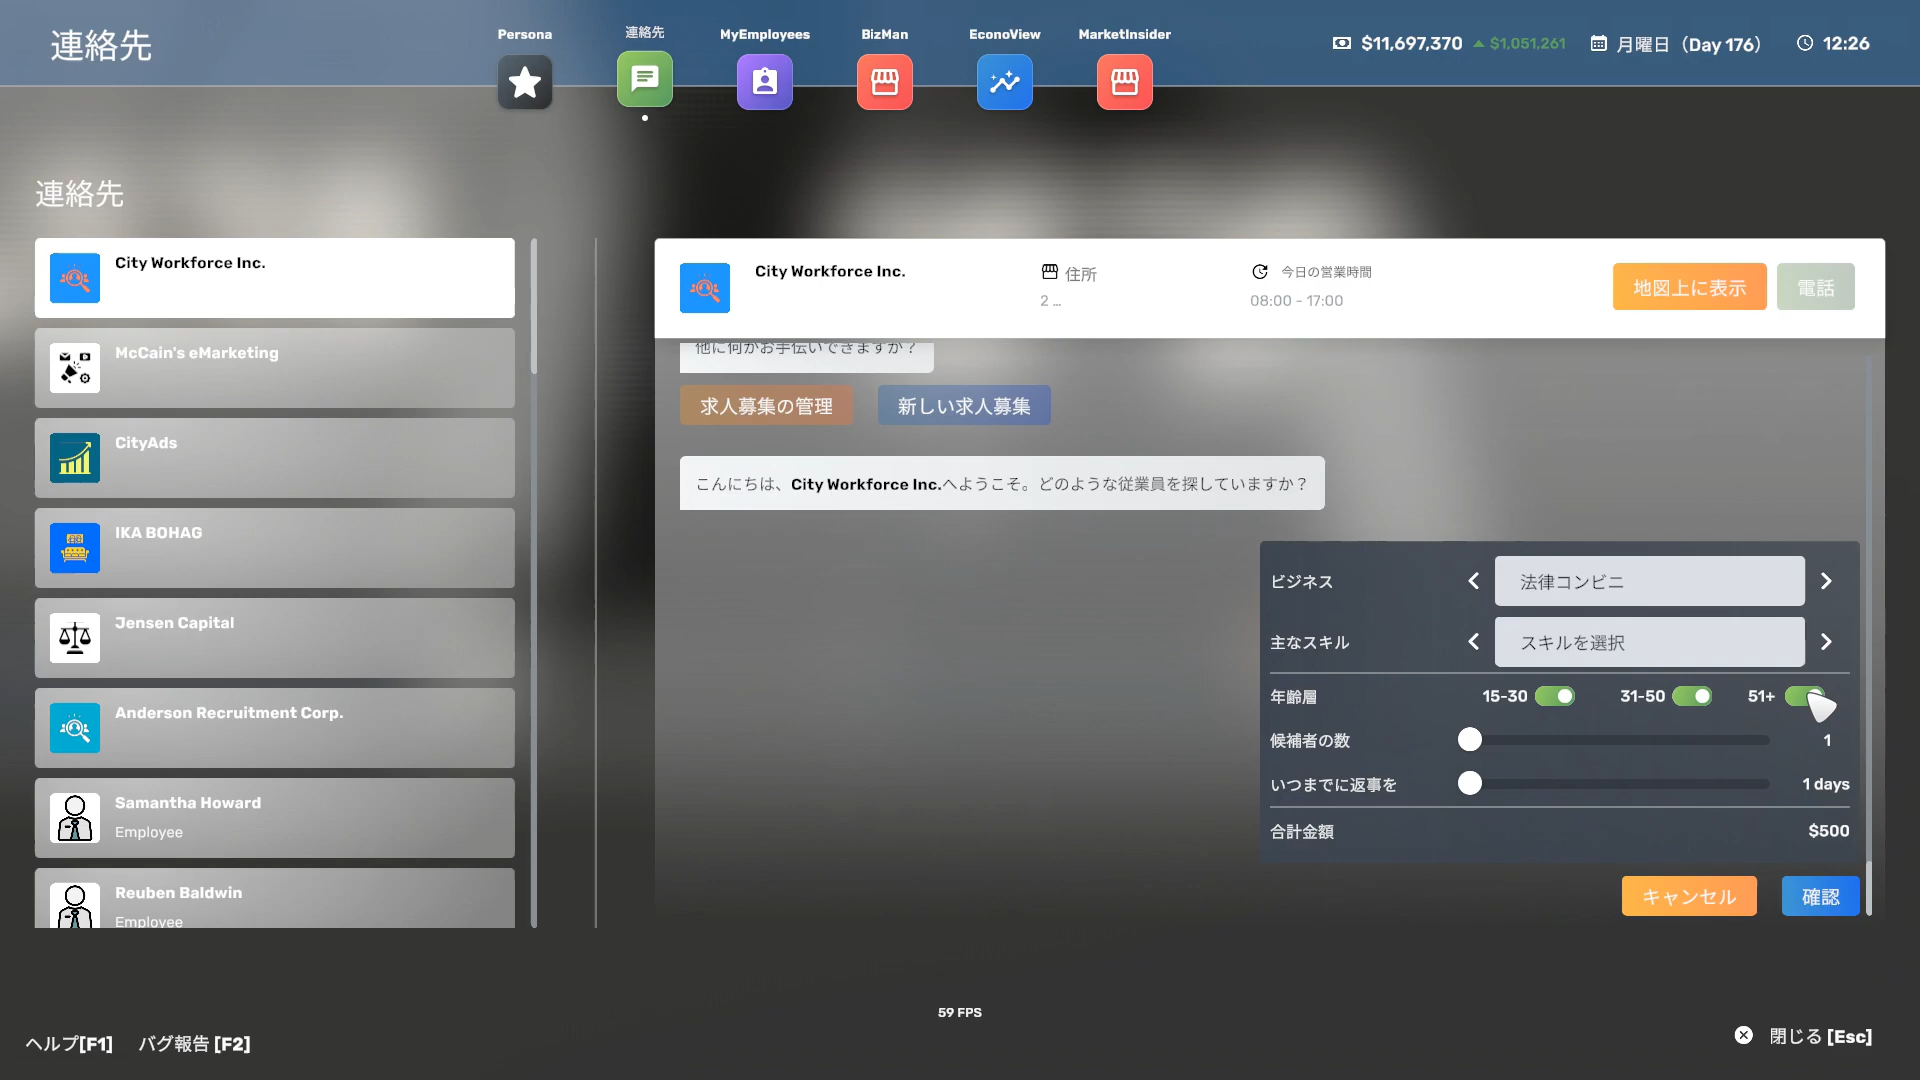 連絡先
Persona
連絡先
MyEmployees
BizMan
EconoView
MarketInsider
$11,697,370 $1,051,261 月曜日（Day 176） 12:26
連絡先
City Workforce Inc.
McCain's eMarketing
CityAds
IKA BOHAG
Jensen Capital
Anderson Recruitment Corp.
Samantha Howard
Employee
Reuben Baldwin
Employee
City Workforce Inc.
住所
2 ...
今日の営業時間
08:00 - 17:00
地図上に表示
電話
他に何かお手伝いできますか？
求人募集の管理
新しい求人募集
こんにちは、City Workforce Inc.へようこそ。どのような従業員を探していますか？
ビジネス
法律コンビニ
主なスキル
スキルを選択
年齢層 15-30 31-50 51+
候補者の数 1
いつまでに返事を 1 days
合計金額 $500
キャンセル
確認
59 FPS
ヘルプ[F1] バグ報告 [F2]
閉じる [Esc]